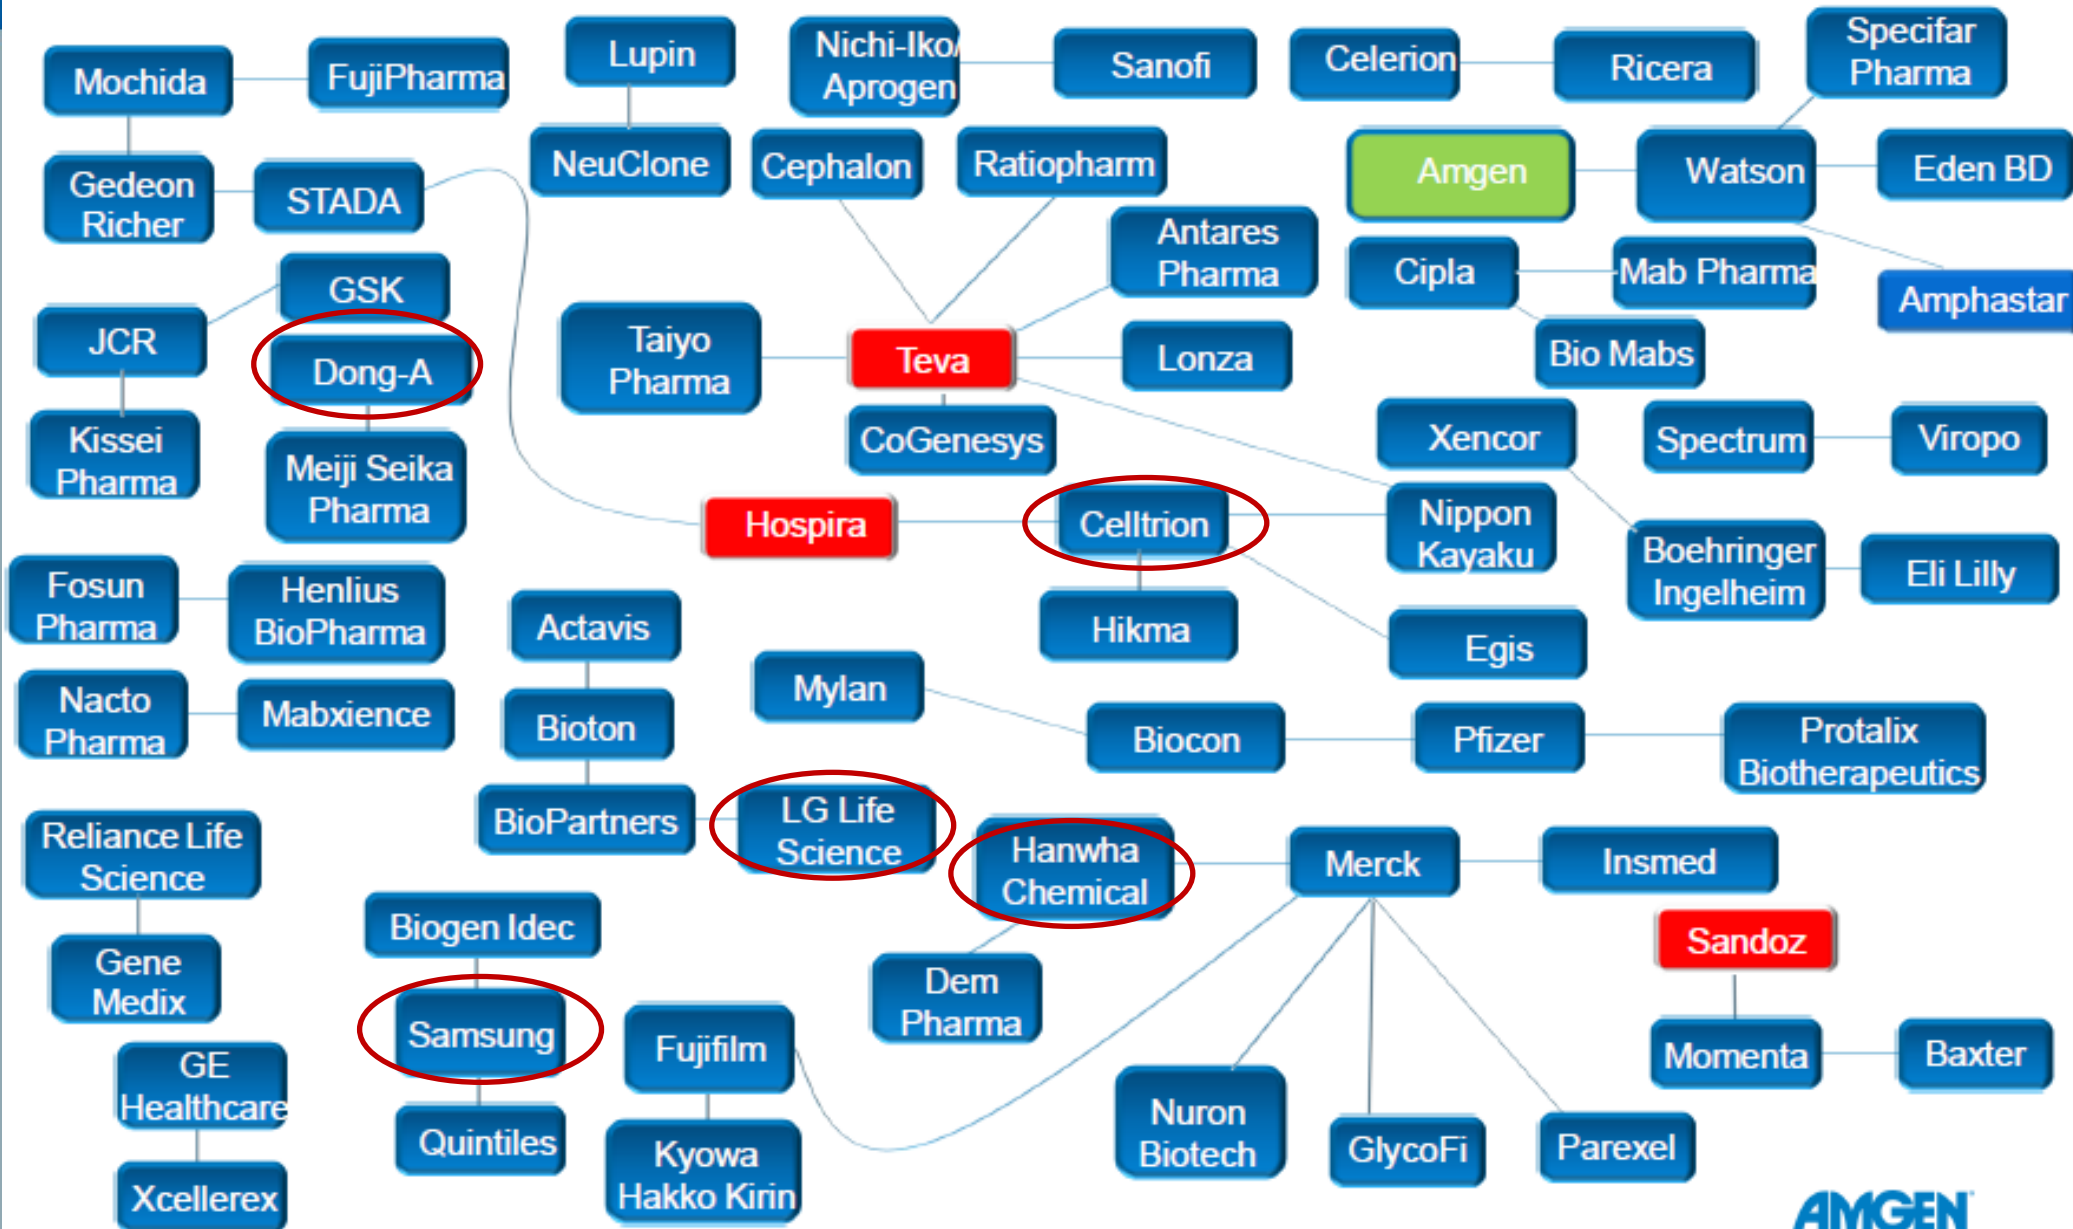 Mochida
FujiPharma
Lupin
Nichi-Iko/
Aprogen
Sanofi
Celerion
Ricera
Specifar
Pharma
Gedeon
Richer
STADA
NeuClone
Cephalon
Ratiopharm
Amgen
Watson
Eden BD
Antares
Pharma
Cipla
Mab Pharma
Amphastar
GSK
JCR
Dong-A
Taiyo
Pharma
Teva
Lonza
Bio Mabs
Kissei
Pharma
Meiji Seika
Pharma
CoGenesys
Xencor
Spectrum
Viropo
Hospira
Celltrion
Nippon
Kayaku
Boehringer
Ingelheim
Eli Lilly
Fosun
Pharma
Henlius
BioPharma
Actavis
Hikma
Egis
Nacto
Pharma
Mabxience
Bioton
Mylan
Biocon
Pfizer
Protalix
Biotherapeutics
BioPartners
LG Life
Science
Hanwha
Chemical
Merck
Insmed
Reliance Life
Science
Biogen Idec
Sandoz
Gene
Medix
Samsung
Fujifilm
Dem
Pharma
Momenta
Baxter
GE
Healthcare
Quintiles
Kyowa
Hakko Kirin
Nuron
Biotech
GlycoFi
Parexel
Xcellerex
AMGEN